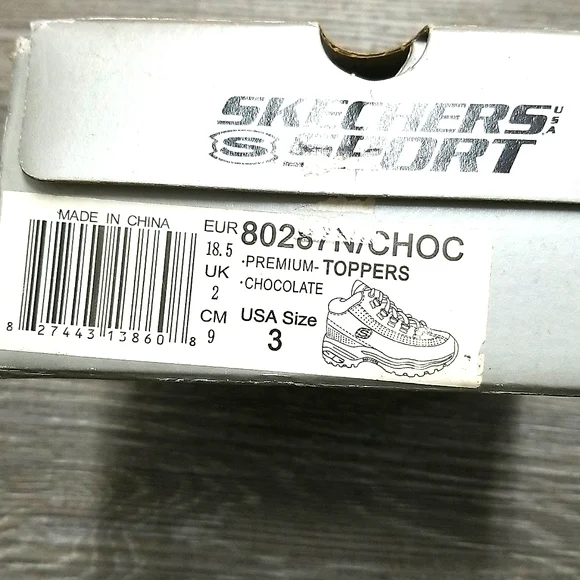 SKECHERS USA
S SPORT
MADE IN CHINA
8 27443 13860 8
EUR
18.5
UK
2
CM
9
80287N/CHOC
·PREMIUM- TOPPERS
·CHOCOLATE
USA Size
3
S